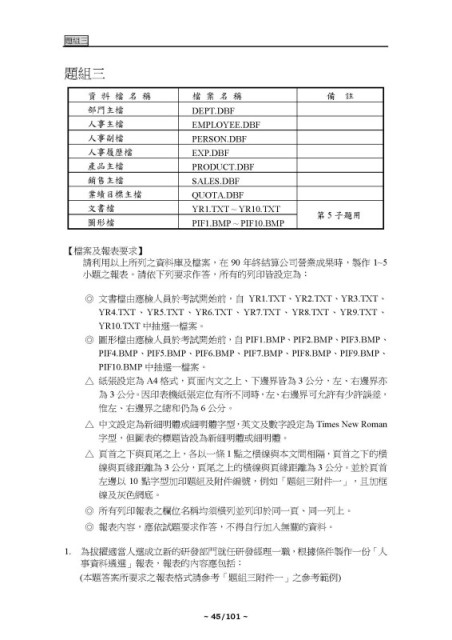 題組三
題組三
資 料 檔 名 稱 檔 案 名 稱 備 註
部門主檔 DEPT.DBF
人事主檔 EMPLOYEE.DBF
人事副檔 PERSON.DBF
人事履歷檔 EXP.DBF
產品主檔 PRODUCT.DBF
銷售主檔 SALES.DBF
業績目標主檔 QUOTA.DBF
文書檔 YR1.TXT ~ YR10.TXT 第 5 子題用
圖形檔 PIF1.BMP ~ PIF10.BMP
【檔案及報表要求】
請利用以上所列之資料庫及檔案，在 90 年終結算公司營業成果時，製作 1~5
小題之報表。請依下列要求作答，所有的列印皆設定為：
◎ 文書檔由應檢人員於考試開始前，自 YR1.TXT、YR2.TXT、YR3.TXT、
YR4.TXT、YR5.TXT、YR6.TXT、YR7.TXT、YR8.TXT、YR9.TXT、
YR10.TXT 中抽選一檔案。
◎ 圖形檔由應檢人員於考試開始前，自 PIF1.BMP、PIF2.BMP、PIF3.BMP、
PIF4.BMP、PIF5.BMP、PIF6.BMP、PIF7.BMP、PIF8.BMP、PIF9.BMP、
PIF10.BMP 中抽選一檔案。
△ 紙張設定為 A4 格式，頁面內文之上、下邊界皆為 3 公分，左、右邊界亦
為 3 公分。因印表機紙張定位有所不同時，左、右邊界可允許有少許誤差，
惟左、右邊界之總和仍為 6 公分。
△ 中文設定為新細明體或細明體字型，英文及數字設定為 Times New Roman
字型，但圖表的標題皆設為新細明體或細明體。
△ 頁首之下與頁尾之上，各以一條 1 點之橫線與本文間相隔，頁首之下的橫
線與頁緣距離為 3 公分，頁尾之上的橫線與頁緣距離為 3 公分。並於頁首
左邊以 10 點字型加印題組及附件編號，例如「題組三附件一」，且加框
線及灰色網底。
◎ 所有列印報表之欄位名稱均須橫列並列印於同一頁、同一列上。
◎ 報表內容，應依試題要求作答，不得自行加入無關的資料。
1. 為拔擢適當人選成立新的研發部門就任研發經理一職，根據條件製作一份「人
事資料遴選」報表，報表的內容應包括：
(本題答案所要求之報表格式請參考「題組三附件一」之參考範例)
~ 45/101 ~